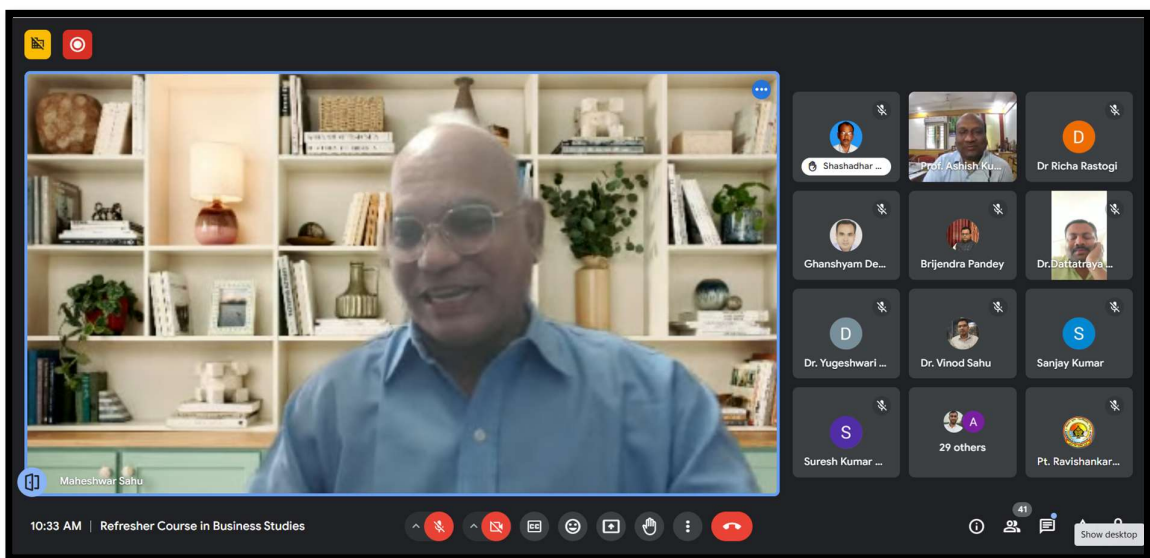 Maheshwar Sahu
Shashadhar ...
Prof. Ashish Ku...
D
Dr Richa Rastogi
Ghanshyam De...
Brijendra Pandey
Dr.Dattatraya ...
D
Dr. Yugeshwari ...
Dr. Vinod Sahu
S
Sanjay Kumar
S
Suresh Kumar ...
A
29 others
Pt. Ravishankar...
10:33 AM | Refresher Course in Business Studies
CC
41
Show desktop